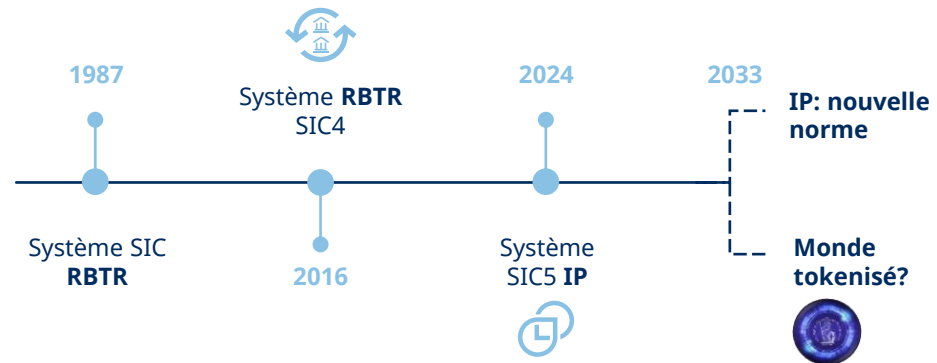 1987
Système SIC
RBTR
Système RBTR
SIC4
2016
2024
Système
SIC5 IP
2033
IP: nouvelle
norme
Monde
tokenisé?